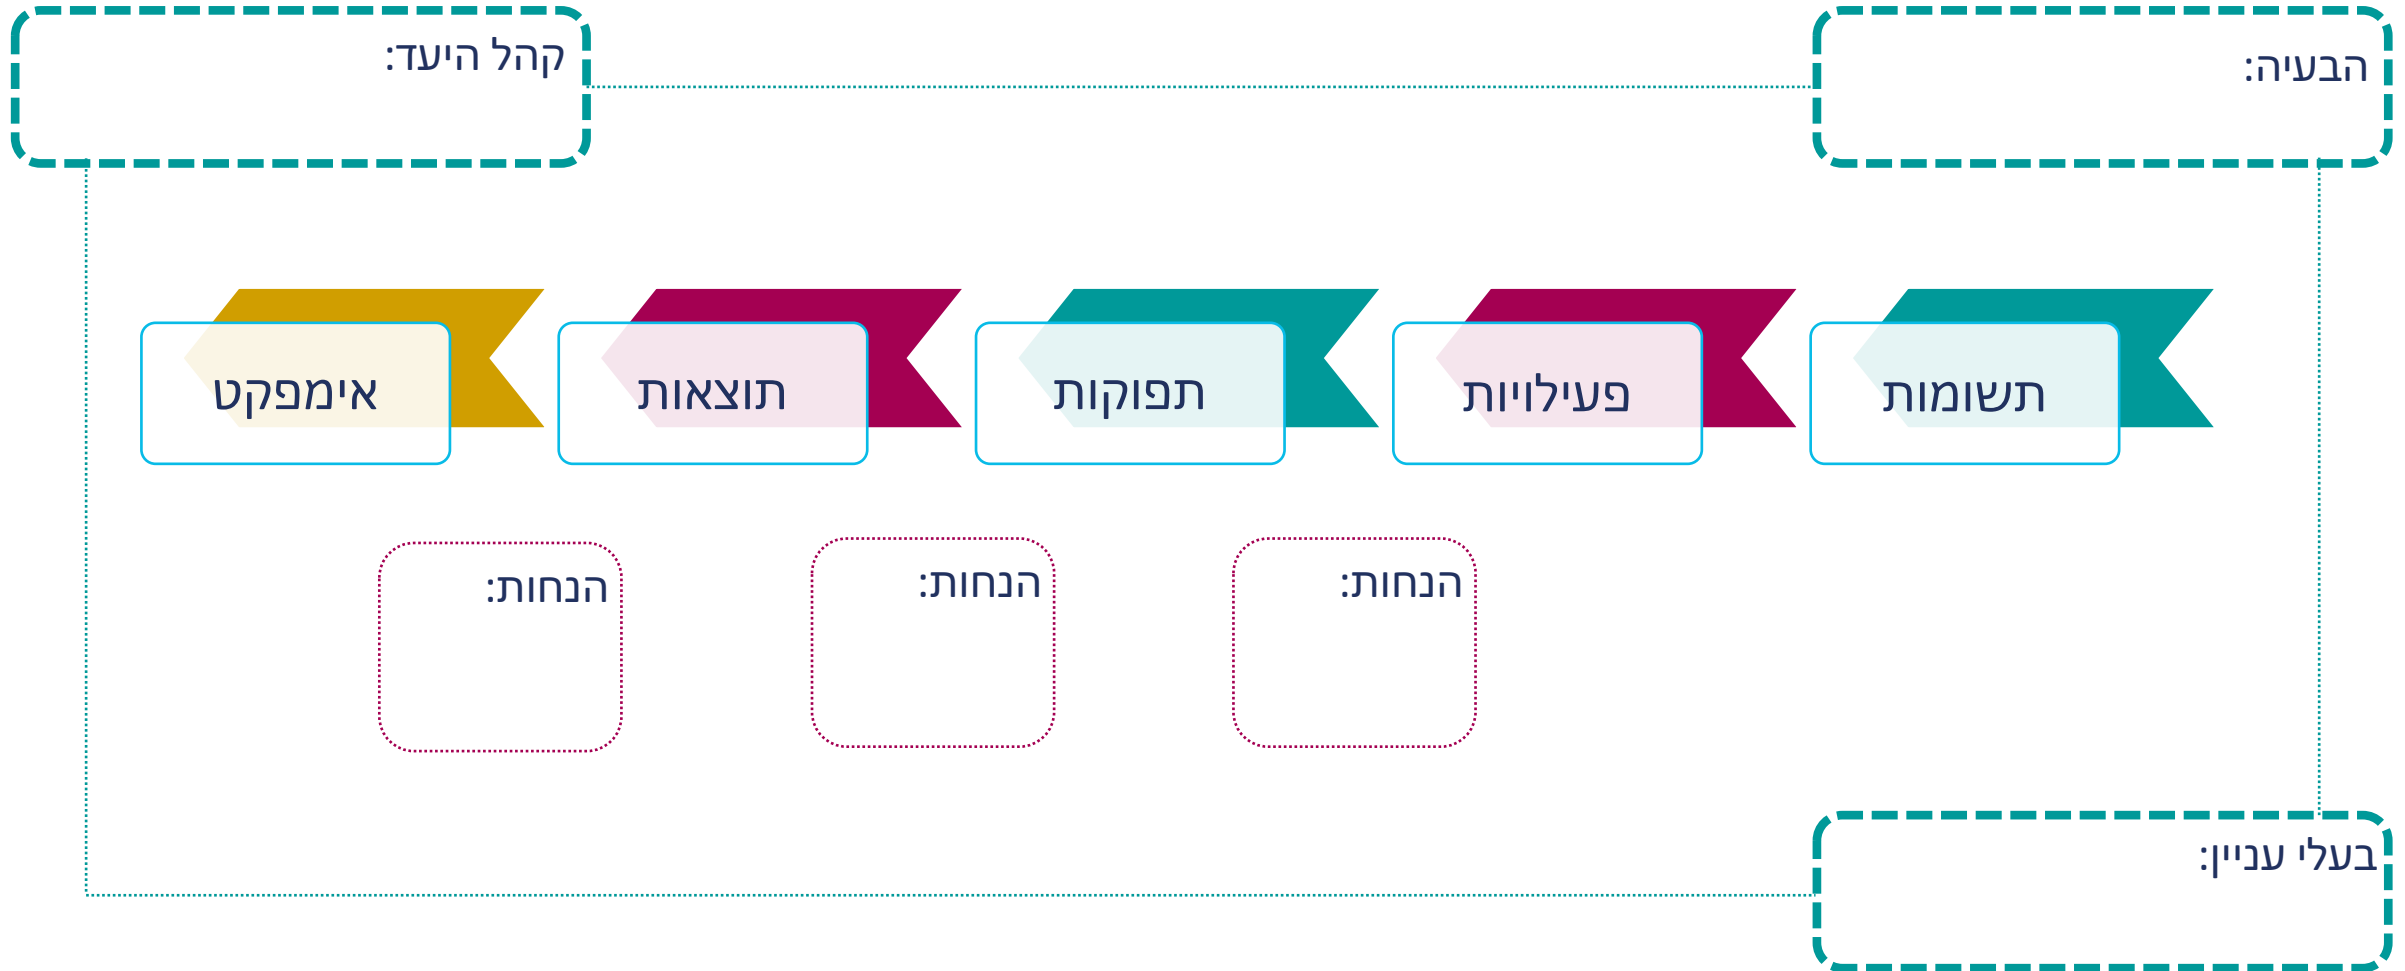 הבעיה:
קהל היעד:
תשומות
פעילויות
תפוקות
תוצאות
אימפקט
הנחות:
הנחות:
הנחות:
בעלי עניין: